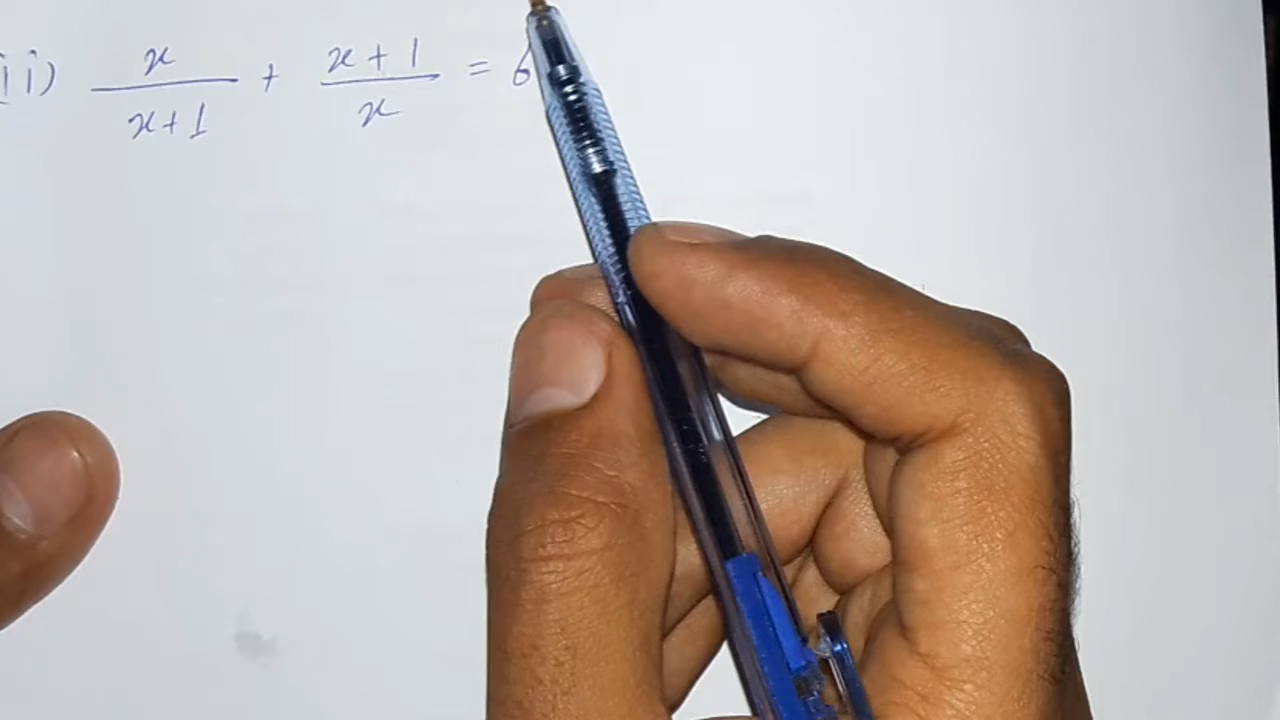 (ii) x/(x+1) + (x+1)/x = 6